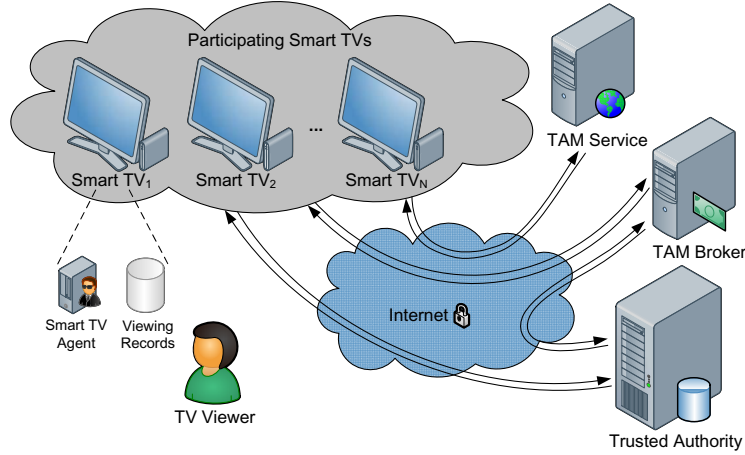 Participating Smart TVs
...
Smart TV1
Smart TV2
Smart TVN
TAM Service
TAM Broker
Internet
Smart TV
Agent
Viewing
Records
TV Viewer
Trusted Authority